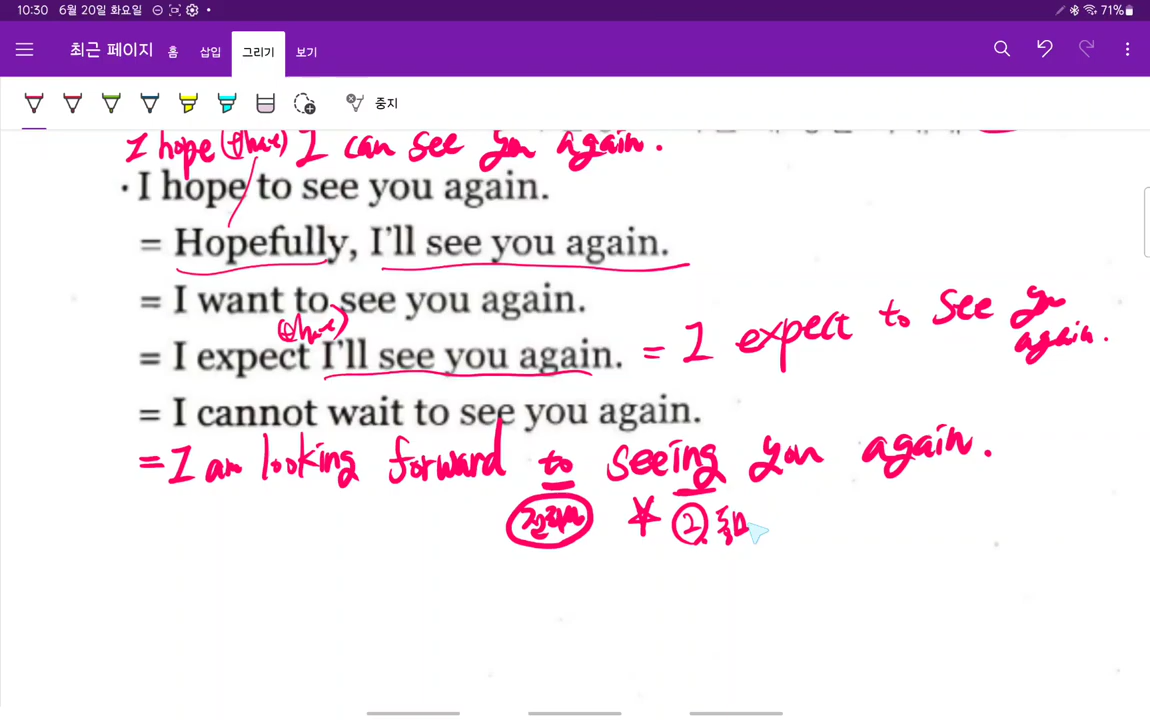 10:30 6월 20일 화요일 71%
최근 페이지 홈 삽입 그리기 보기
중지
I hope (that) I can see you again.
· I hope to see you again.
= Hopefully, I'll see you again.
= I want to see you again.
(that)
= I expect I'll see you again. = I expect to see you again.
= I cannot wait to see you again.
= I am looking forward to seeing you again.
전치사 * ②